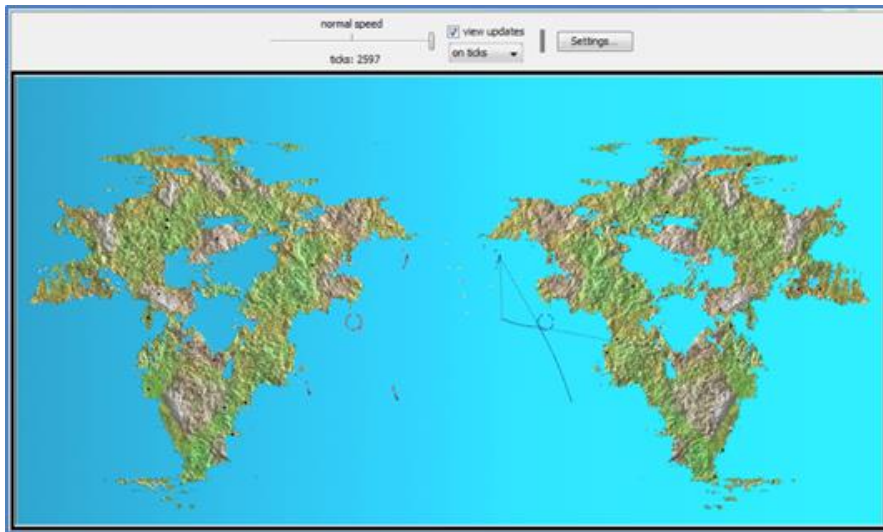 normal speed
view updates
ticks: 2597
on ticks
Settings...